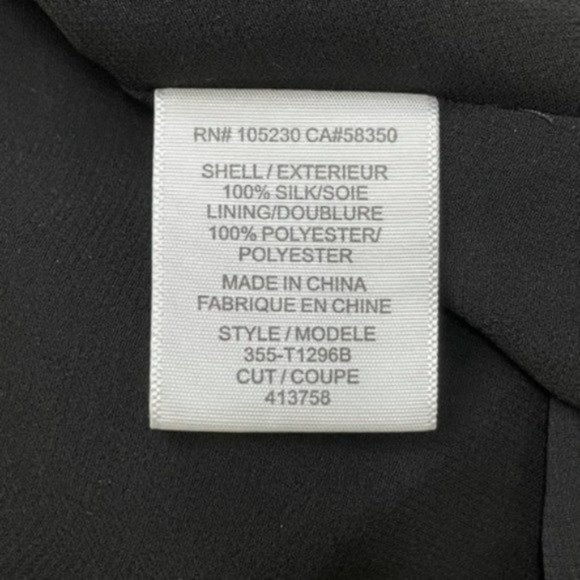 RN# 105230 CA#58350
SHELL/EXTERIEUR
100% SILK/SOIE
LINING/DOUBLURE
100% POLYESTER/
POLYESTER
MADE IN CHINA
FABRIQUE EN CHINE
STYLE/MODELE
355-T1296B
CUT/COUPE
413758